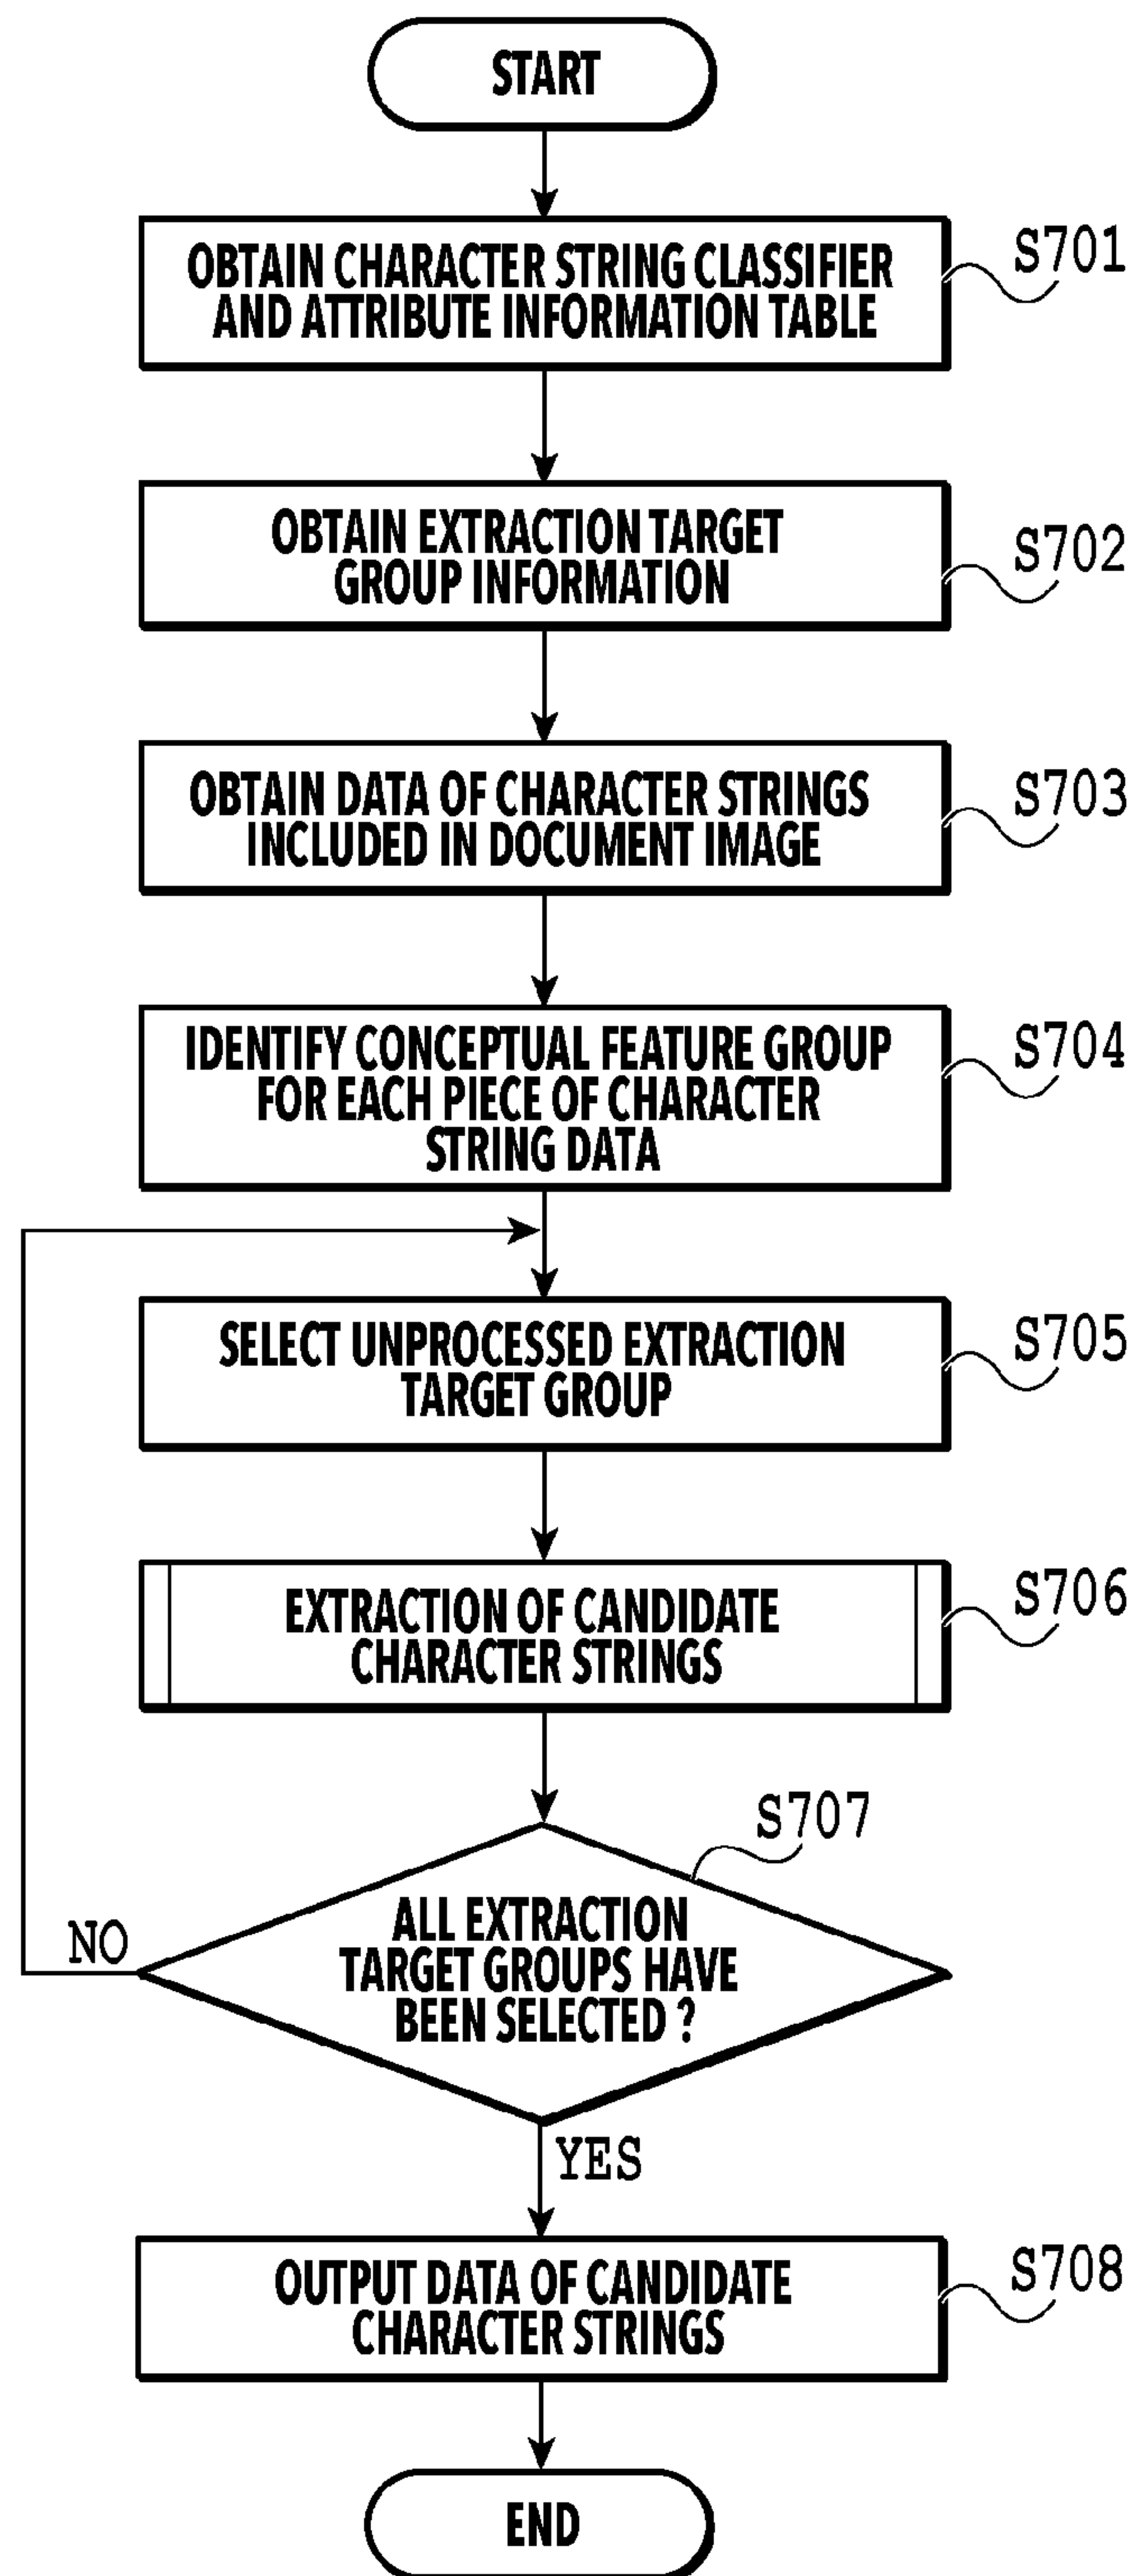 START
OBTAIN CHARACTER STRING CLASSIFIER
AND ATTRIBUTE INFORMATION TABLE
S701
OBTAIN EXTRACTION TARGET
GROUP INFORMATION
S702
OBTAIN DATA OF CHARACTER STRINGS
INCLUDED IN DOCUMENT IMAGE
S703
IDENTIFY CONCEPTUAL FEATURE GROUP
FOR EACH PIECE OF CHARACTER
STRING DATA
S704
SELECT UNPROCESSED EXTRACTION
TARGET GROUP
S705
EXTRACTION OF CANDIDATE
CHARACTER STRINGS
S706
S707
ALL EXTRACTION
TARGET GROUPS HAVE
BEEN SELECTED ?
NO
YES
OUTPUT DATA OF CANDIDATE
CHARACTER STRINGS
S708
END